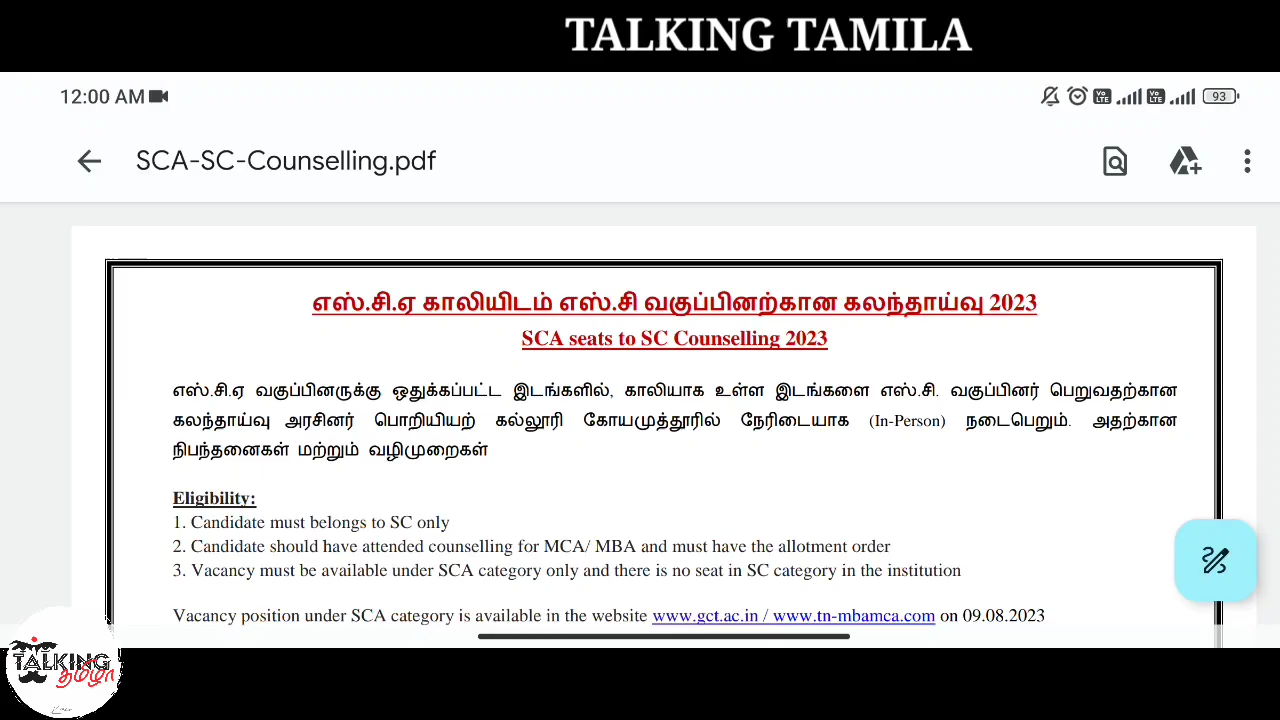 TALKING TAMILA
12:00 AM
Vo LTE Vo LTE 93
SCA-SC-Counselling.pdf
எஸ்.சி.ஏ காலியிடம் எஸ்.சி வகுப்பினற்கான கலந்தாய்வு 2023
SCA seats to SC Counselling 2023
எஸ்.சி.ஏ வகுப்பினருக்கு ஒதுக்கப்பட்ட இடங்களில், காலியாக உள்ள இடங்களை எஸ்.சி. வகுப்பினர் பெறுவதற்கான
கலந்தாய்வு அரசினர் பொறியியற் கல்லூரி கோயமுத்தூரில் நேரிடையாக (In-Person) நடைபெறும். அதற்கான
நிபந்தனைகள் மற்றும் வழிமுறைகள்
Eligibility:
1. Candidate must belongs to SC only
2. Candidate should have attended counselling for MCA/ MBA and must have the allotment order
3. Vacancy must be available under SCA category only and there is no seat in SC category in the institution
Vacancy position under SCA category is available in the website www.gct.ac.in / www.tn-mbamca.com on 09.08.2023
TALKING
தமிழா